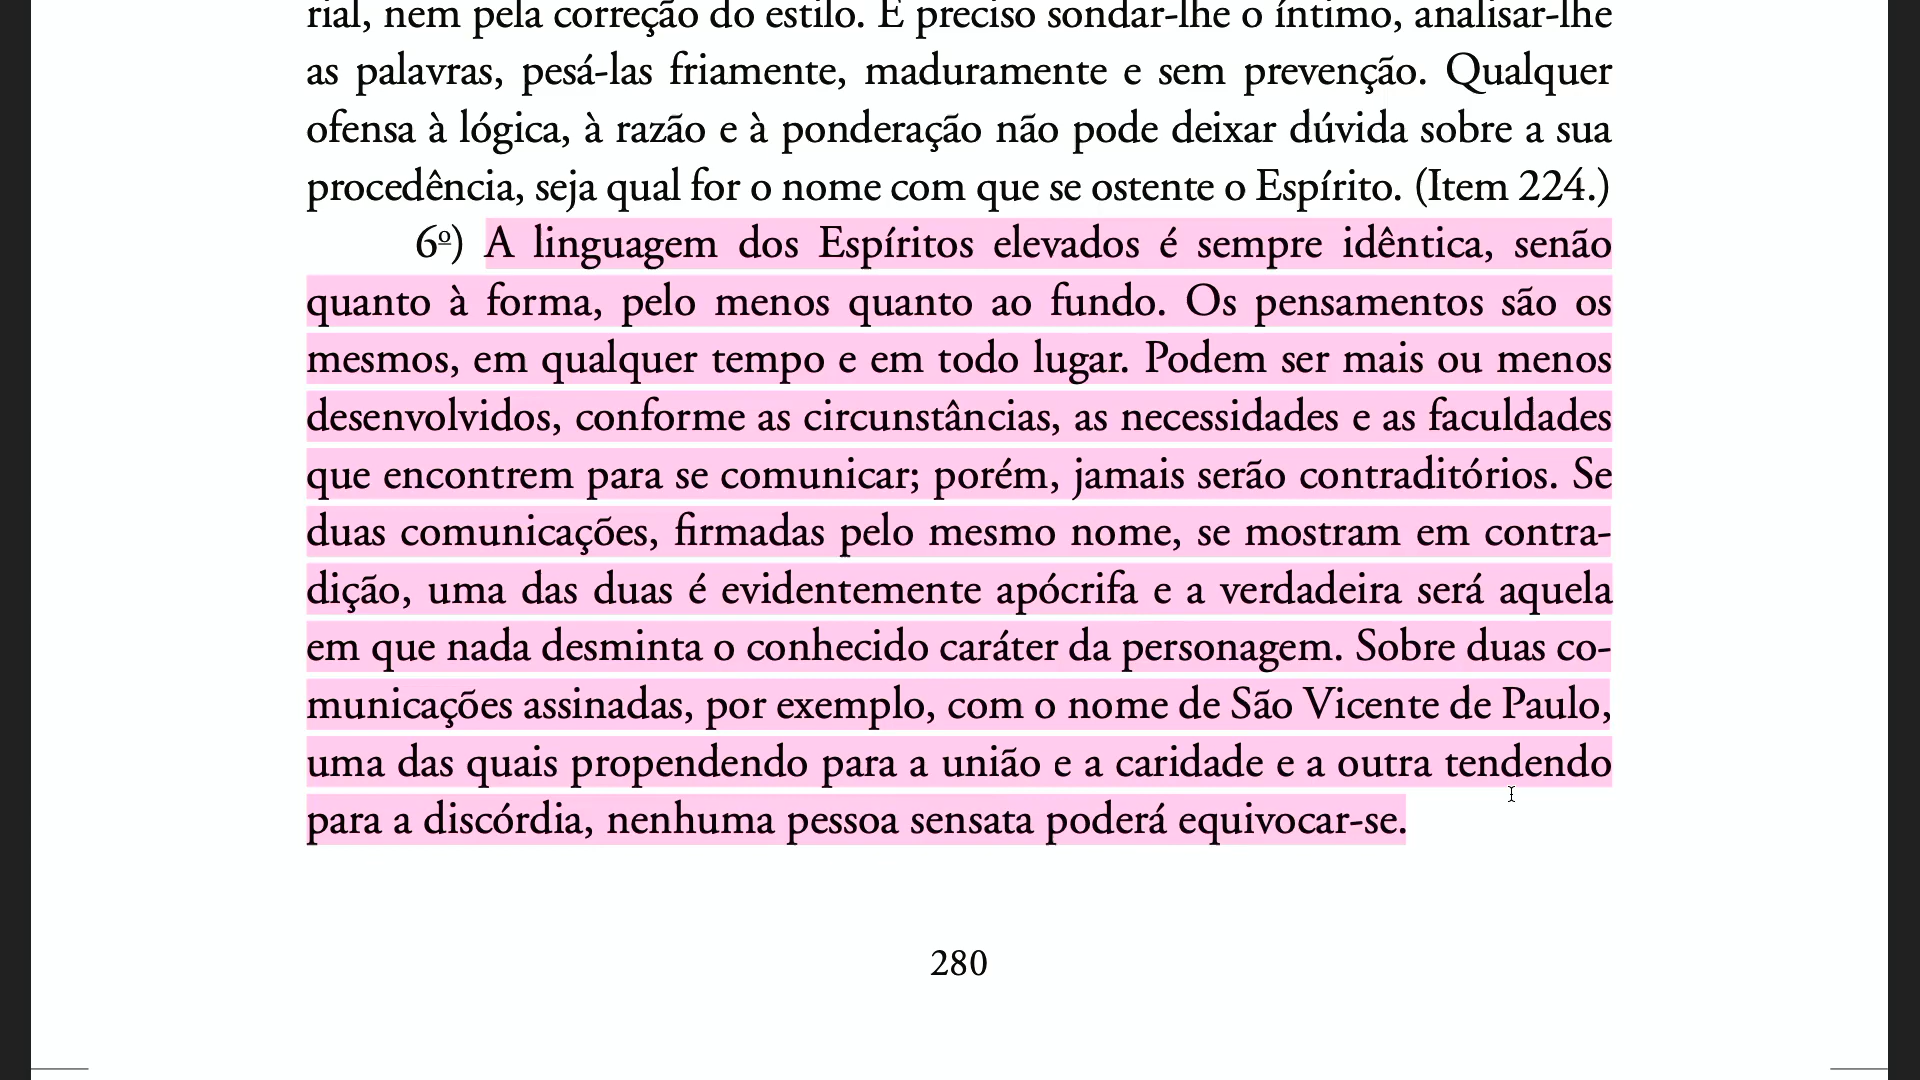 rial, nem pela correção do estilo. É preciso sondar-lhe o íntimo, analisar-lhe
as palavras, pesá-las friamente, maduramente e sem prevenção. Qualquer
ofensa à lógica, à razão e à ponderação não pode deixar dúvida sobre a sua
procedência, seja qual for o nome com que se ostente o Espírito. (Item 224.)
6º) A linguagem dos Espíritos elevados é sempre idêntica, senão
quanto à forma, pelo menos quanto ao fundo. Os pensamentos são os
mesmos, em qualquer tempo e em todo lugar. Podem ser mais ou menos
desenvolvidos, conforme as circunstâncias, as necessidades e as faculdades
que encontrem para se comunicar; porém, jamais serão contraditórios. Se
duas comunicações, firmadas pelo mesmo nome, se mostram em contra-
dição, uma das duas é evidentemente apócrifa e a verdadeira será aquela
em que nada desminta o conhecido caráter da personagem. Sobre duas co-
municações assinadas, por exemplo, com o nome de São Vicente de Paulo,
uma das quais propendendo para a união e a caridade e a outra tendendo
para a discórdia, nenhuma pessoa sensata poderá equivocar-se.
280